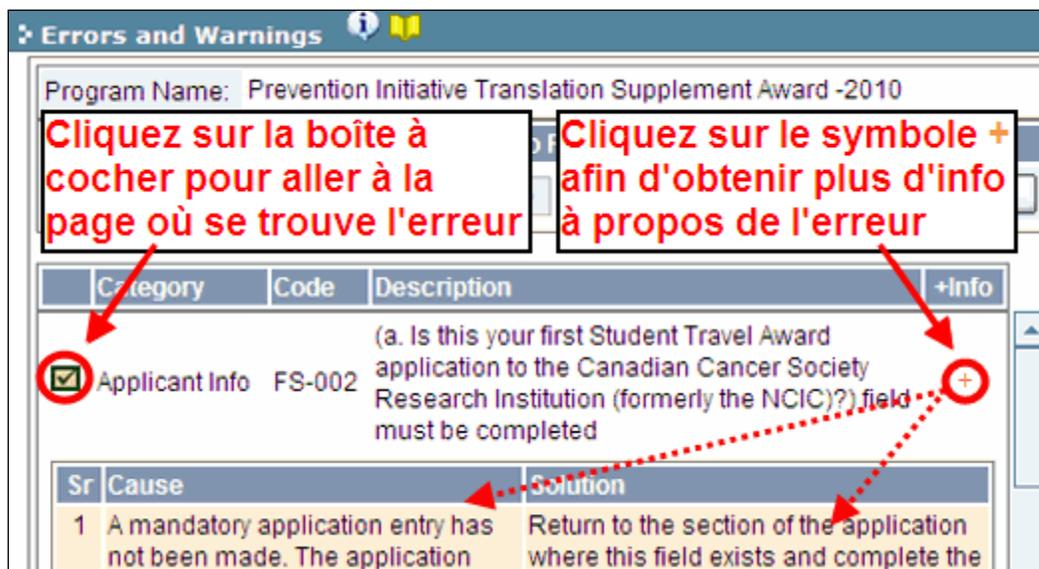 Errors and Warnings
Program Name: Prevention Initiative Translation Supplement Award -2010
Cliquez sur la boîte à
cocher pour aller à la
page où se trouve l'erreur
Cliquez sur le symbole +
afin d'obtenir plus d'info
à propos de l'erreur
Category Code Description +Info
Applicant Info FS-002 (a. Is this your first Student Travel Award
application to the Canadian Cancer Society
Research Institution (formerly the NCIC)?) field
must be completed
+
Sr Cause Solution
1 A mandatory application entry has
not been made. The application
Return to the section of the application
where this field exists and complete the